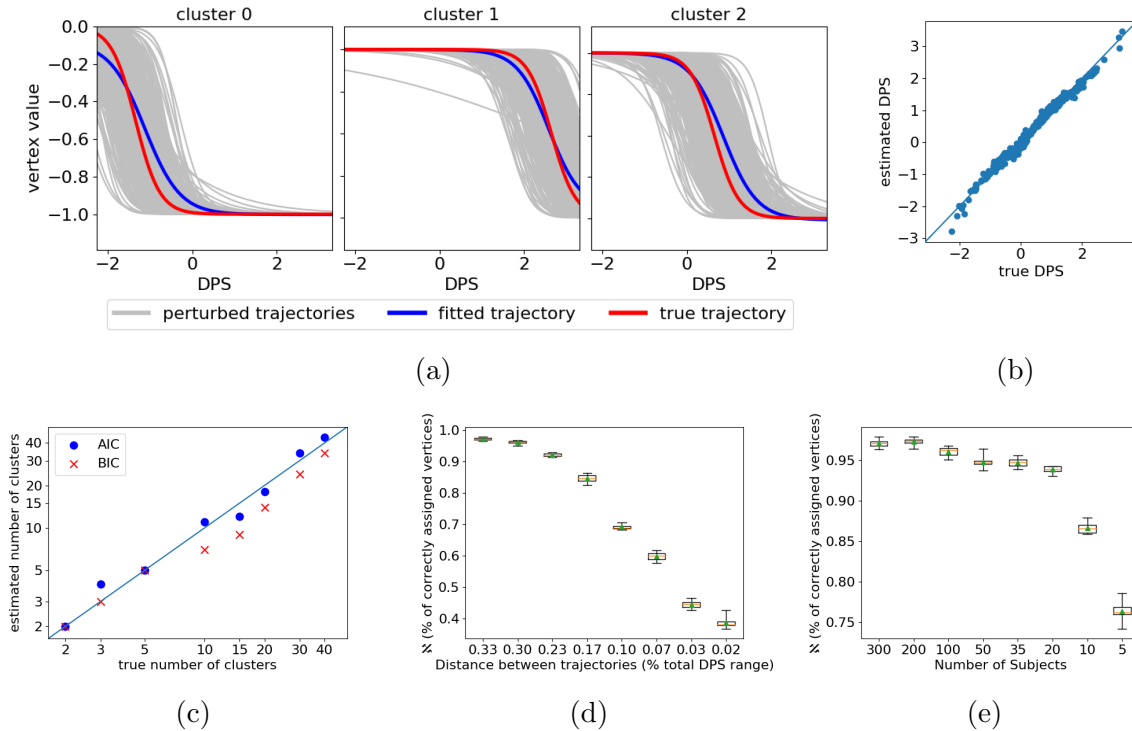 cluster 0 cluster 1 cluster 2
0.0
−0.2
−0.4
−0.6
−0.8
−1.0
vertex value
−2 0 2
−2 0 2
−2 0 2
DPS DPS DPS
perturbed trajectories fitted trajectory true trajectory
(a)
3
2
1
0
−1
−2
−3
estimated DPS
−2 0 2
true DPS
(b)
AIC
BIC
40
30
20
15
10
5
3
2
estimated number of clusters
2 3 5 10 15 20 30 40
true number of clusters
(c)
ℵ (% of correctly assigned vertices)
1.0
0.9
0.8
0.7
0.6
0.5
0.4
0.33 0.30 0.23 0.17 0.10 0.07 0.03 0.02
Distance between trajectories (% total DPS range)
(d)
ℵ (% of correctly assigned vertices)
0.95
0.90
0.85
0.80
0.75
300 200 100 50 35 20 10 5
Number of Subjects
(e)